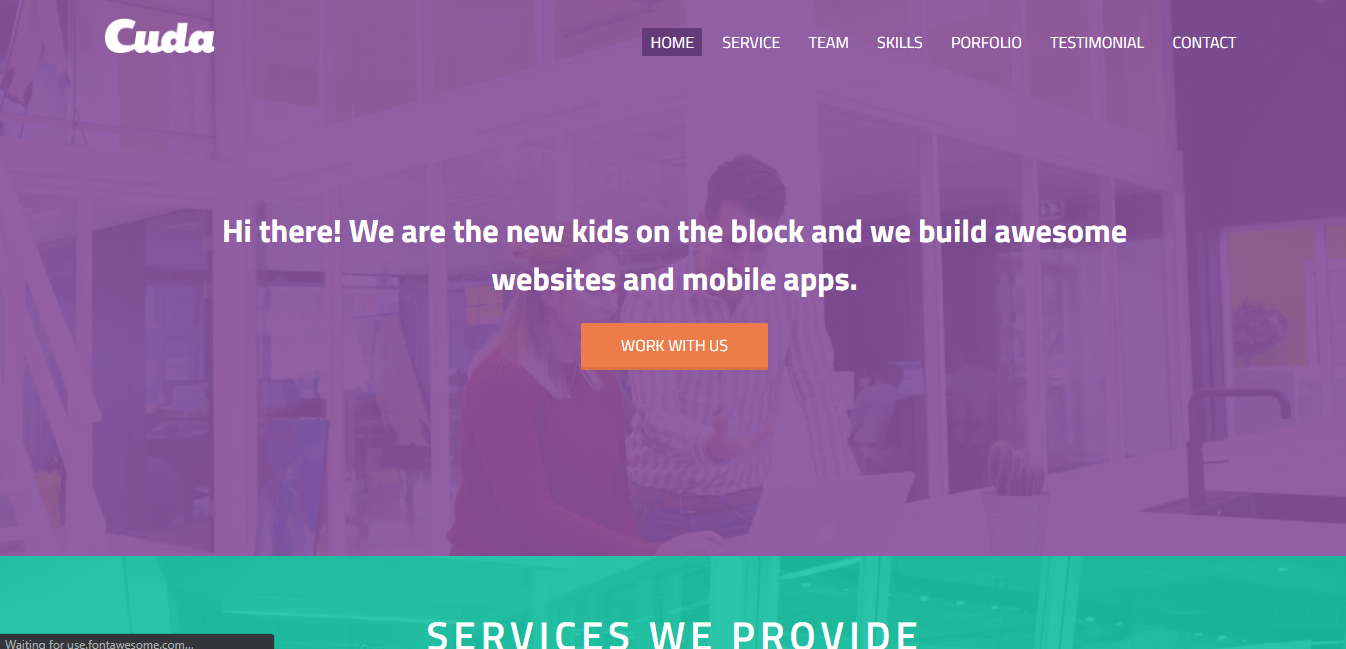 Cuda
HOME SERVICE TEAM SKILLS PORFOLIO TESTIMONIAL CONTACT
Hi there! We are the new kids on the block and we build awesome
websites and mobile apps.
WORK WITH US
SERVICES WE PROVIDE
Waiting for use.fontawesome.com...